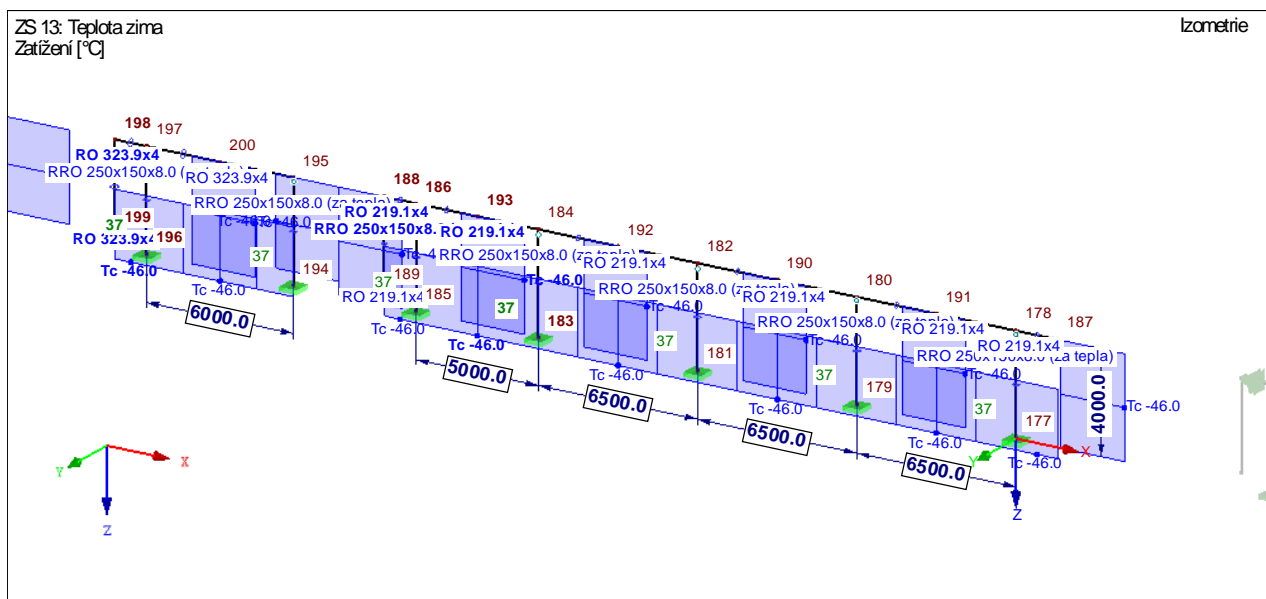 ZS 13: Teplota zima
Izometrie
Zatížení [°C]
198
197
200
195
RO 323.9x4
RRO 250x150x8.0
RO 323.9x4
188
186
193
RRO 250x150x8.0 (za tepla)
184
RO 219.1x4
192
37
199
196
RRO 250x150x8.
RO 219.1x4
182
RO 323.9x4
RRO 250x150x8.0 (za tepla)
RO 219.1x4
190
Tc -46.0
37
194
37
189
Tc -46.0
RRO 250x150x8.0 (za tepla)
RO 219.1x4
180
Tc -46.0
RO 219.1x4
185
37
183
Tc -46.0
RRO 250x150x8.0 (za tepla)
RO 219.1x4
191
178
187
6000.0
Tc -46.0
37
181
Tc -46.0
RRO 250x150x8.0 (za tepla)
RO 219.1x4
5000.0
Tc -46.0
Tc -46.0
37
179
37
177
4000.0
Tc -46.0
6500.0
Tc -46.0
6500.0
Tc -46.0
Tc -46.0
6500.0
X
Y
Z
X
Y
Z